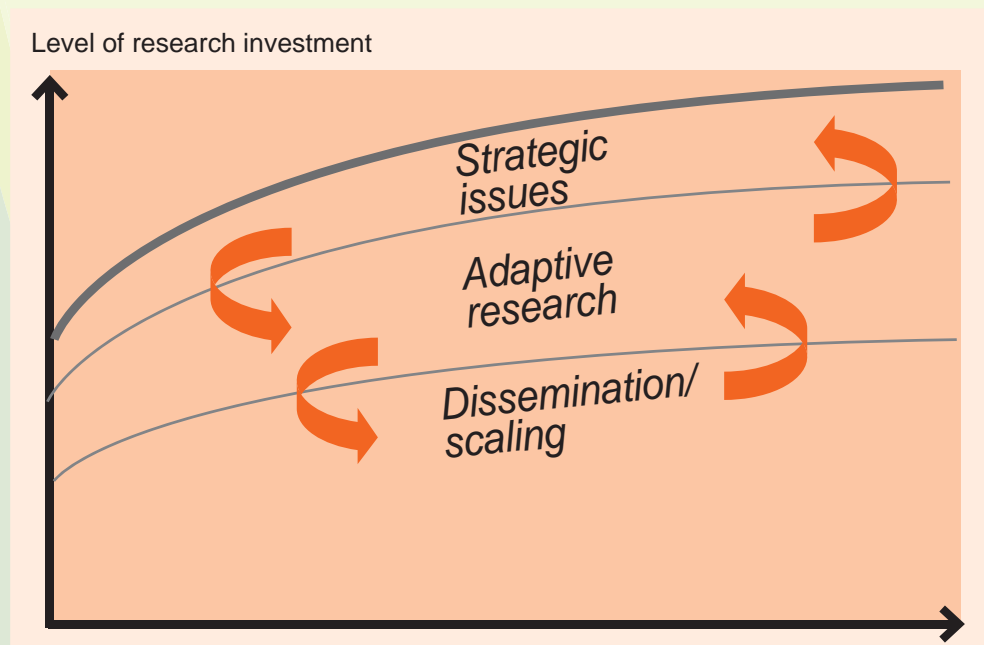 Level of research investment
Strategic
issues
Adaptive
research
Dissemination/
scaling